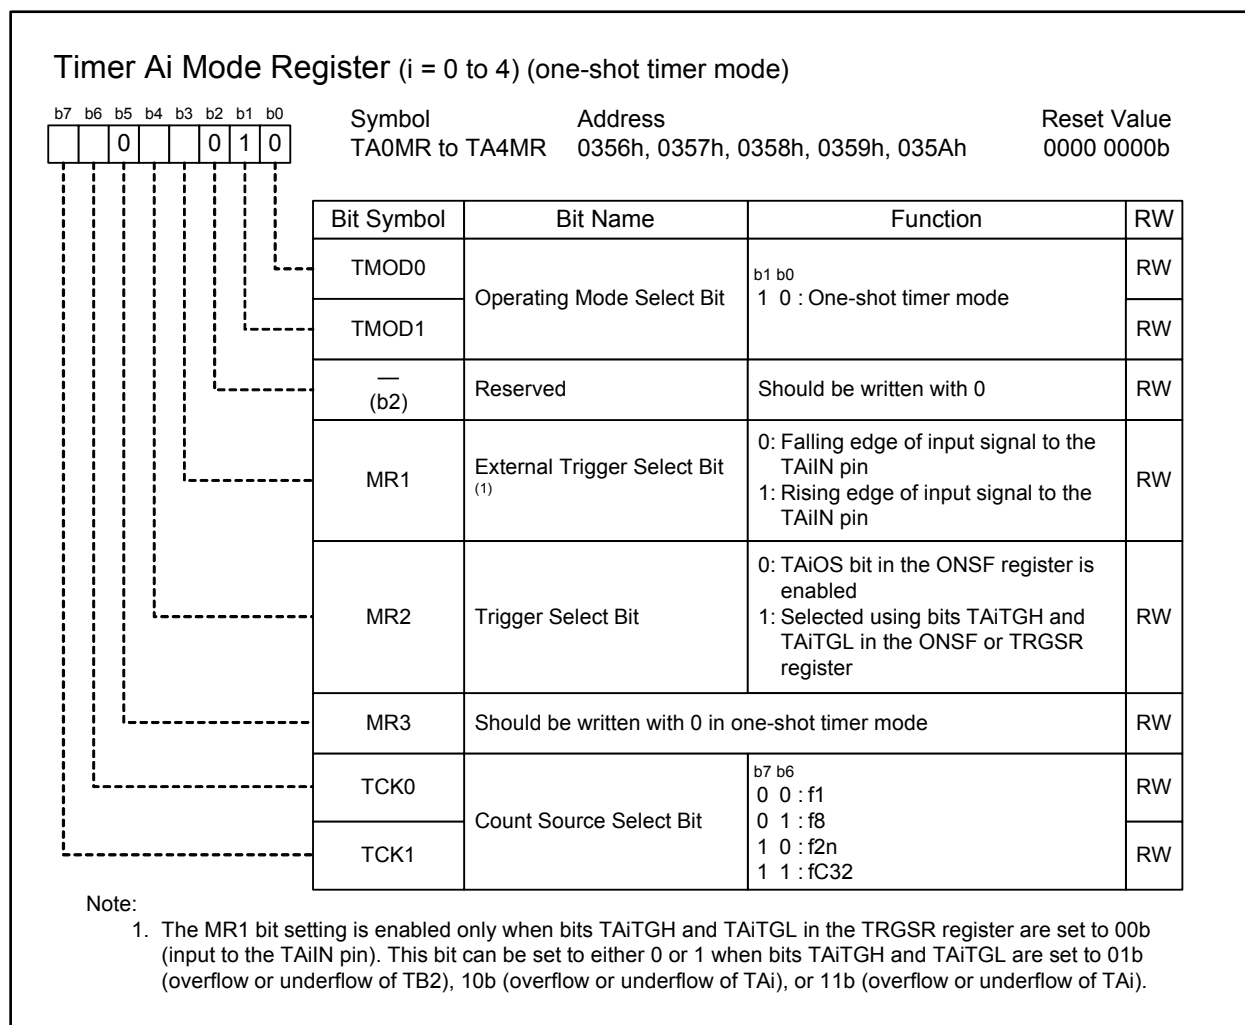 Timer Ai Mode Register (i = 0 to 4) (one-shot timer mode)
b7 b6 b5 b4 b3 b2 b1 b0
0 0 1 0
Symbol Address Reset Value
TA0MR to TA4MR 0356h, 0357h, 0358h, 0359h, 035Ah 0000 0000b
Bit Symbol Bit Name Function RW
TMOD0 RW
Operating Mode Select Bit
b1 b0
1 0 : One-shot timer mode
TMOD1 RW
—
(b2)
Reserved Should be written with 0 RW
MR1
External Trigger Select Bit
(1)
0: Falling edge of input signal to the
TAiIN pin
1: Rising edge of input signal to the
TAiIN pin
RW
MR2 Trigger Select Bit
0: TAiOS bit in the ONSF register is
enabled
1: Selected using bits TAiTGH and
TAiTGL in the ONSF or TRGSR
register
RW
MR3 Should be written with 0 in one-shot timer mode RW
TCK0 RW
Count Source Select Bit
b7 b6
0 0 : f1
0 1 : f8
1 0 : f2n
1 1 : fC32
TCK1 RW
Note:
1. The MR1 bit setting is enabled only when bits TAiTGH and TAiTGL in the TRGSR register are set to 00b
(input to the TAiIN pin). This bit can be set to either 0 or 1 when bits TAiTGH and TAiTGL are set to 01b
(overflow or underflow of TB2), 10b (overflow or underflow of TAi), or 11b (overflow or underflow of TAi).